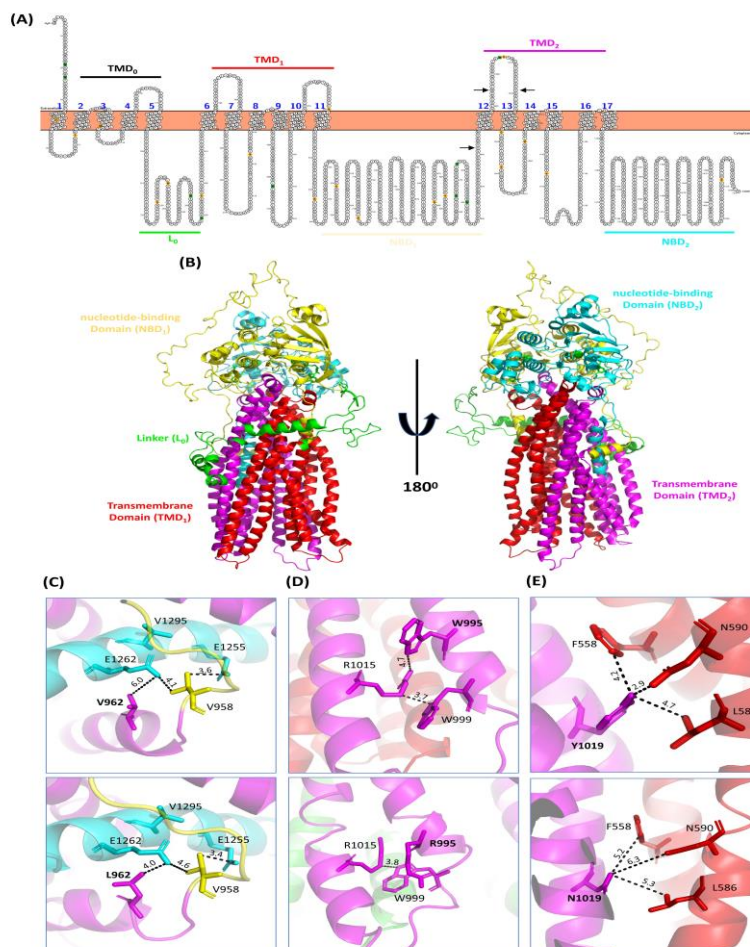 (A)
TMD0
TMD1
TMD2
1 2 3 4 5 6 7 8 9 10 11 12 13 14 15 16 17
L0
NBD1
NBD2
(B)
nucleotide-binding
Domain (NBD1)
nucleotide-binding
Domain (NBD2)
Linker (L0)
Transmembrane
Domain (TMD1)
180⁰
Transmembrane
Domain (TMD2)
(C)
V1295
E1262
E1255
3.6
6.0
4.1
V962
V958
V1295
E1262
E1255
3.4
4.0
4.6
L962
V958
(D)
W995
4.7
R1015
3.7
W999
R1015
R995
3.8
W999
(E)
F558
N590
4.2
2.9
4.7
L58
Y1019
F558
N590
5.2
6.3
5.3
N1019
L586